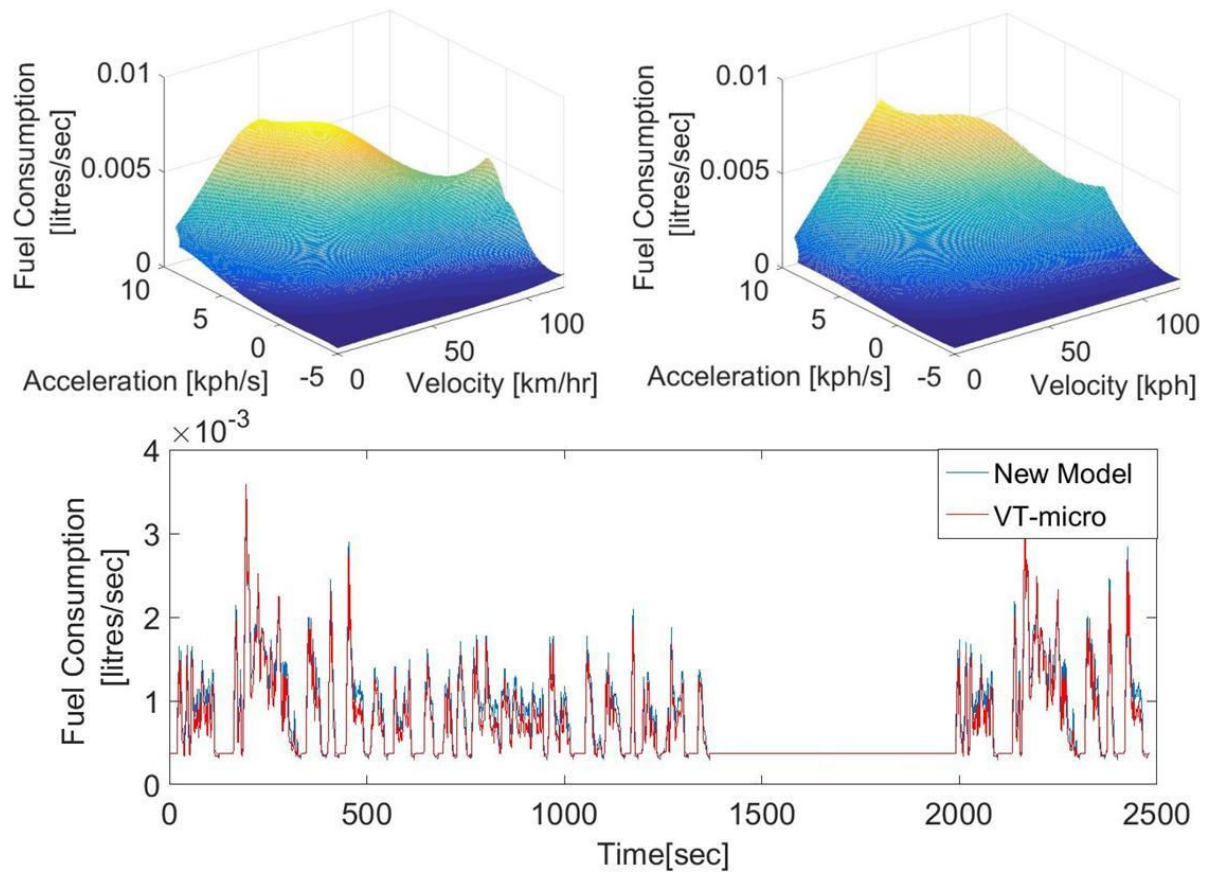 Fuel Consumption
[litres/sec]
0.01
0.005
0
10
5
0
-5
Acceleration [kph/s]
0
50
100
Velocity [km/hr]
Fuel Consumption
[litres/sec]
0.01
0.005
0
10
5
0
-5
Acceleration [kph/s]
0
50
100
Velocity [kph]
×10⁻³
Fuel Consumption
[litres/sec]
4
3
2
1
0
New Model
VT-micro
0 500 1000 1500 2000 2500
Time[sec]